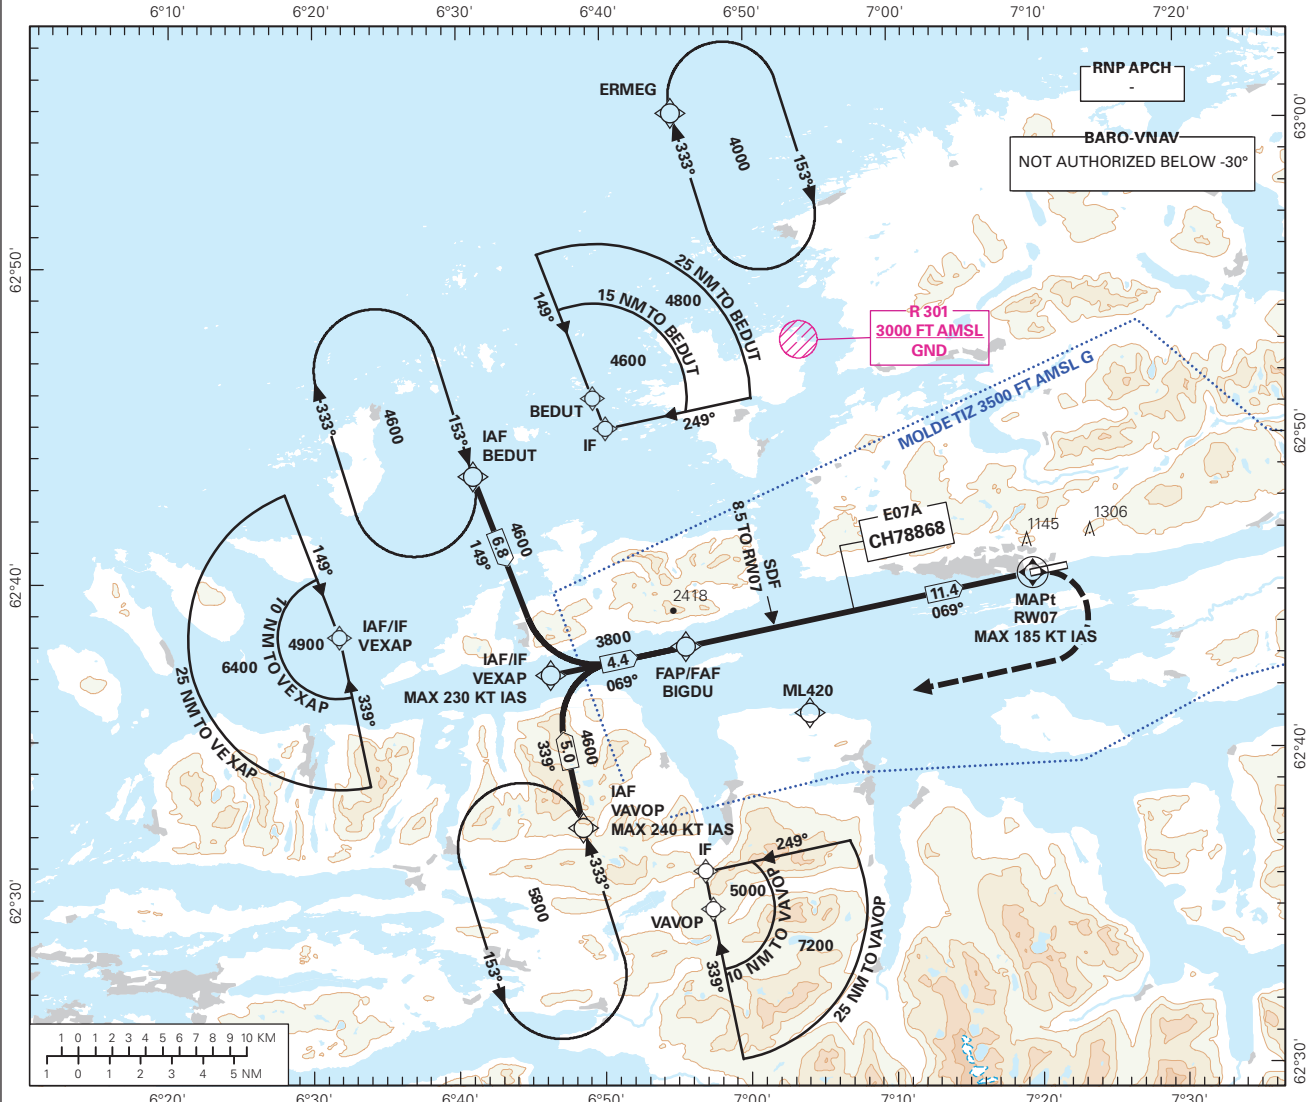 6°10'
6°20'
6°30'
6°40'
6°50'
7°00'
7°10'
7°20'
RNP APCH
-
BARO-VNAV
NOT AUTHORIZED BELOW -30°
63°00'
ERMEG
333°
4000
153°
62°50'
25 NM TO BEDUT
4800
15 NM TO BEDUT
149°
4600
BEDUT
IF
249°
R 301
3000 FT AMSL
GND
MOLDE TIZ 3500 FT AMSL G
62°50'
333°
4600
153°
IAF
BEDUT
4600
6.8
149°
8.5 TO RW07
SDF
E07A
CH78868
1145
1306
62°40'
149°
10 NM TO VEXAP
4900
IAF/IF
VEXAP
6400
25 NM TO VEXAP
339°
2418
11.4
069°
MAPt
RW07
MAX 185 KT IAS
3800
4.4
069°
IAF/IF
VEXAP
MAX 230 KT IAS
FAP/FAF
BIGDU
ML420
62°40'
4600
5.0
339°
IAF
VAVOP
MAX 240 KT IAS
333°
5800
153°
IF
249°
5000
VAVOP
10 NM TO VAVOP
7200
339°
25 NM TO VAVOP
62°30'
62°30'
1 0 1 2 3 4 5 6 7 8 9 10 KM
1 0 1 2 3 4 5 NM
6°20'
6°30'
6°40'
6°50'
7°00'
7°10'
7°20'
7°30'